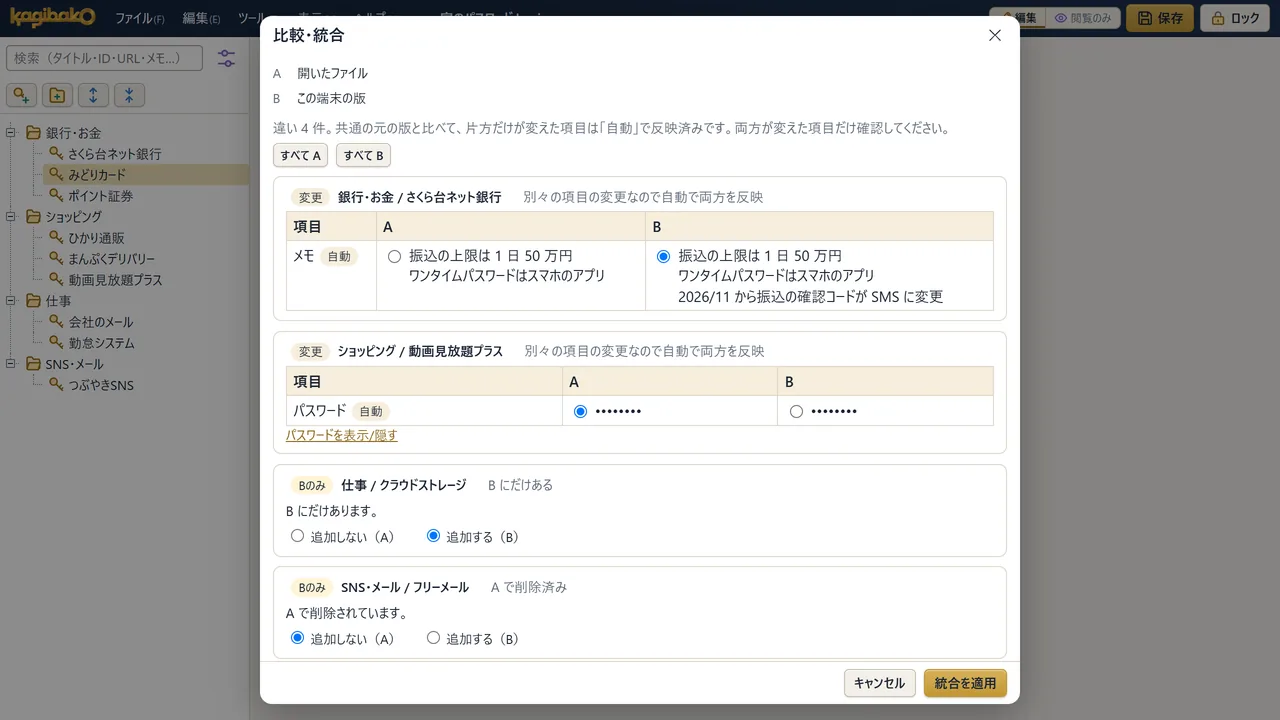 kagibako ファイル(F) 編集(E) ツール
編集 閲覧のみ 保存 ロック
検索（タイトル・ID・URL・メモ...）
銀行・お金
さくら台ネット銀行
みどりカード
ポイント証券
ショッピング
ひかり通販
まんぷくデリバリー
動画見放題プラス
仕事
会社のメール
勤怠システム
SNS・メール
つぶやきSNS
比較・統合
A 開いたファイル
B この端末の版
違い 4 件。共通の元の版と比べて、片方だけが変えた項目は「自動」で反映済みです。両方が変えた項目だけ確認してください。
すべて A すべて B
変更 銀行・お金 / さくら台ネット銀行 別々の項目の変更なので自動で両方を反映
項目 A B
メモ 自動 振込の上限は 1 日 50 万円 振込の上限は 1 日 50 万円
ワンタイムパスワードはスマホのアプリ ワンタイムパスワードはスマホのアプリ
2026/11 から振込の確認コードが SMS に変更
変更 ショッピング / 動画見放題プラス 別々の項目の変更なので自動で両方を反映
項目 A B
パスワード 自動 •••••••• ••••••••
パスワードを表示/隠す
Bのみ 仕事 / クラウドストレージ B にだけある
B にだけあります。
追加しない（A） 追加する（B）
Bのみ SNS・メール / フリーメール A で削除済み
A で削除されています。
追加しない（A） 追加する（B）
キャンセル 統合を適用